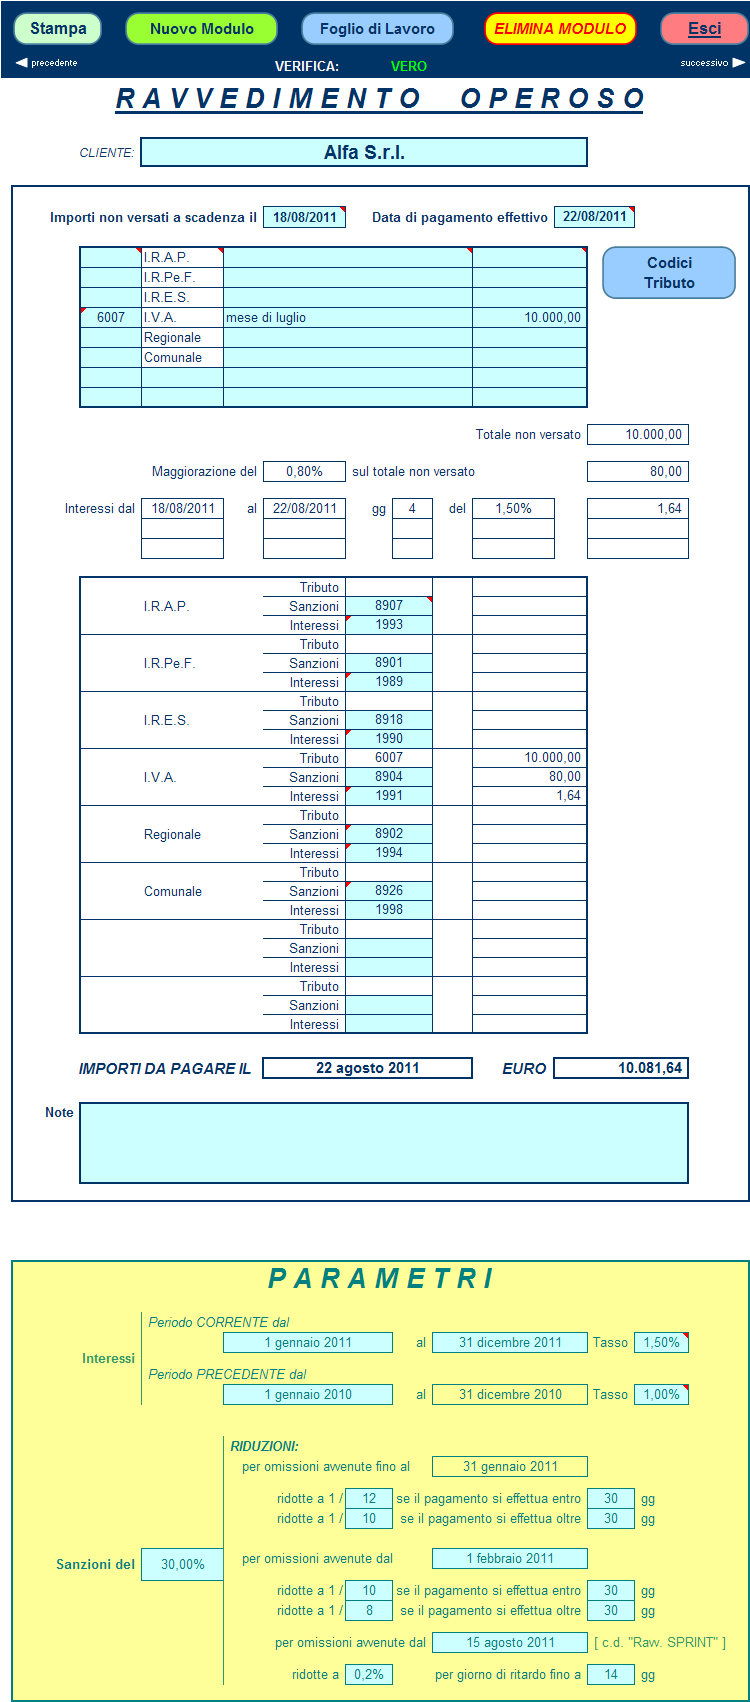 Stampa Nuovo Modulo Foglio di Lavoro ELIMINA MODULO Esci
precedente VERIFICA: VERO successivo
RAVVEDIMENTO OPEROSO
CLIENTE: Alfa S.r.l.
Importi non versati a scadenza il 18/08/2011 Data di pagamento effettivo 22/08/2011
I.R.A.P.
I.R.Pe.F.
I.R.E.S.
6007 I.V.A. mese di luglio 10.000,00
Regionale
Comunale
Codici
Tributo
Totale non versato 10.000,00
Maggiorazione del 0,80% sul totale non versato 80,00
Interessi dal 18/08/2011 al 22/08/2011 gg 4 del 1,50% 1,64
Tributo
I.R.A.P. Sanzioni 8907
Interessi 1993
Tributo
I.R.Pe.F. Sanzioni 8901
Interessi 1989
Tributo
I.R.E.S. Sanzioni 8918
Interessi 1990
Tributo 6007 10.000,00
I.V.A. Sanzioni 8904 80,00
Interessi 1991 1,64
Tributo
Regionale Sanzioni 8902
Interessi 1994
Tributo
Comunale Sanzioni 8926
Interessi 1998
Tributo
Sanzioni
Interessi
Tributo
Sanzioni
Interessi
IMPORTI DA PAGARE IL 22 agosto 2011 EURO 10.081,64
Note
PARAMETRI
Periodo CORRENTE dal
1 gennaio 2011 al 31 dicembre 2011 Tasso 1,50%
Interessi
Periodo PRECEDENTE dal
1 gennaio 2010 al 31 dicembre 2010 Tasso 1,00%
RIDUZIONI:
per omissioni avvenute fino al 31 gennaio 2011
ridotte a 1 / 12 se il pagamento si effettua entro 30 gg
ridotte a 1 / 10 se il pagamento si effettua oltre 30 gg
Sanzioni del 30,00% per omissioni avvenute dal 1 febbraio 2011
ridotte a 1 / 10 se il pagamento si effettua entro 30 gg
ridotte a 1 / 8 se il pagamento si effettua oltre 30 gg
per omissioni avvenute dal 15 agosto 2011 [ c.d. "Ravv. SPRINT" ]
ridotte a 0,2% per giorno di ritardo fino a 14 gg